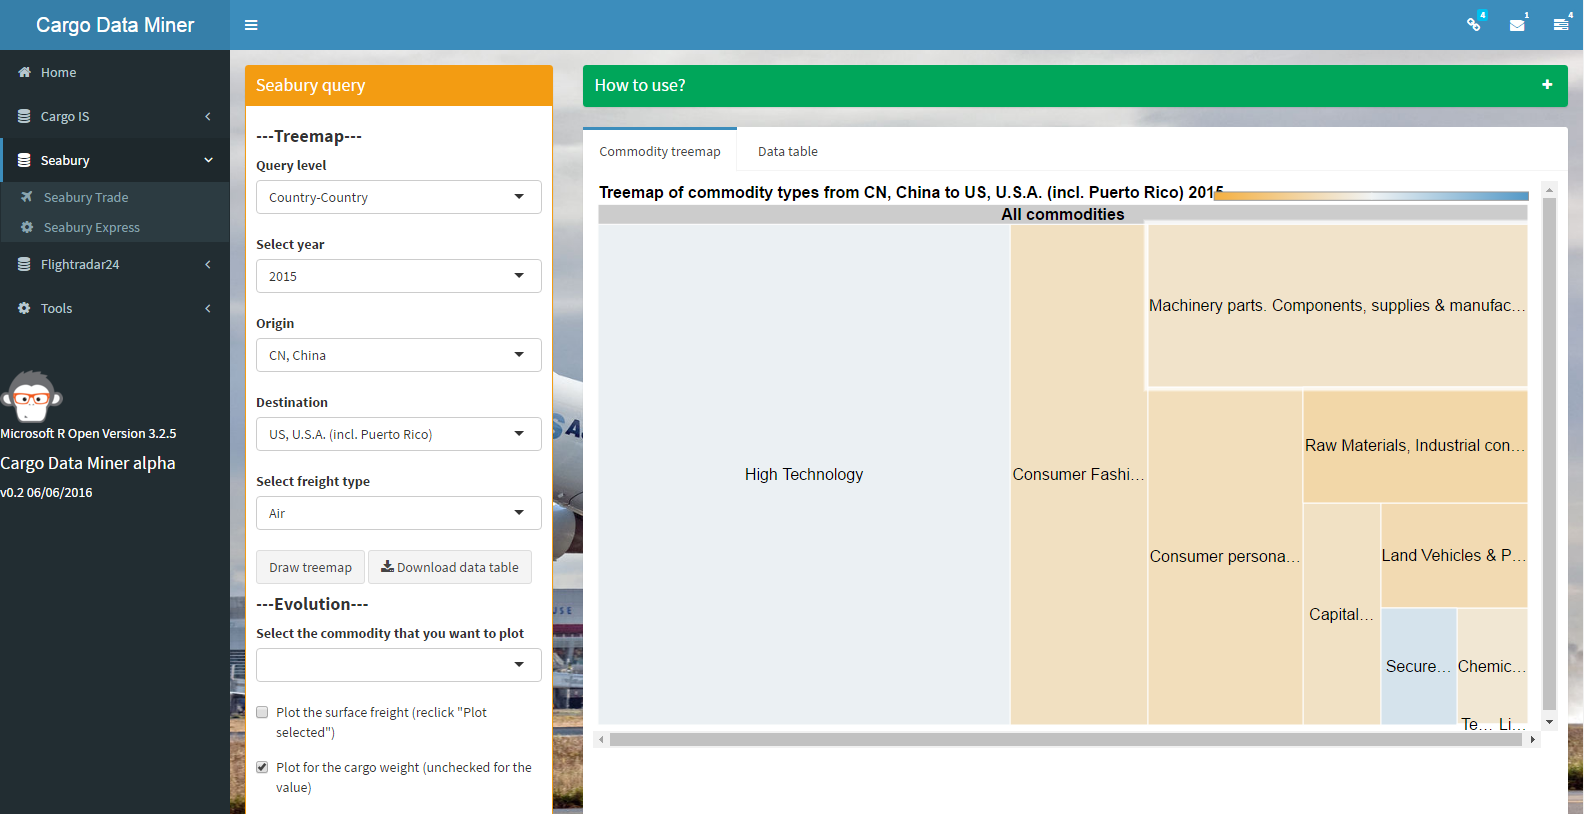 Cargo Data Miner
4
1
4
Home
Cargo IS
Seabury
Seabury Trade
Seabury Express
Flightradar24
Tools
Microsoft R Open Version 3.2.5
Cargo Data Miner alpha
v0.2 06/06/2016
Seabury query
---Treemap---
Query level
Country-Country
Select year
2015
Origin
CN, China
Destination
US, U.S.A. (incl. Puerto Rico)
Select freight type
Air
Draw treemap
Download data table
---Evolution---
Select the commodity that you want to plot
Plot the surface freight (reclick "Plot
selected")
Plot for the cargo weight (unchecked for the
value)
How to use?
Commodity treemap
Data table
Treemap of commodity types from CN, China to US, U.S.A. (incl. Puerto Rico) 2015
All commodities
High Technology
Consumer Fashi...
Machinery parts. Components, supplies & manufac...
Consumer persona...
Raw Materials, Industrial con...
Capital...
Land Vehicles & P...
Secure...
Chemic...
Te...
Li...